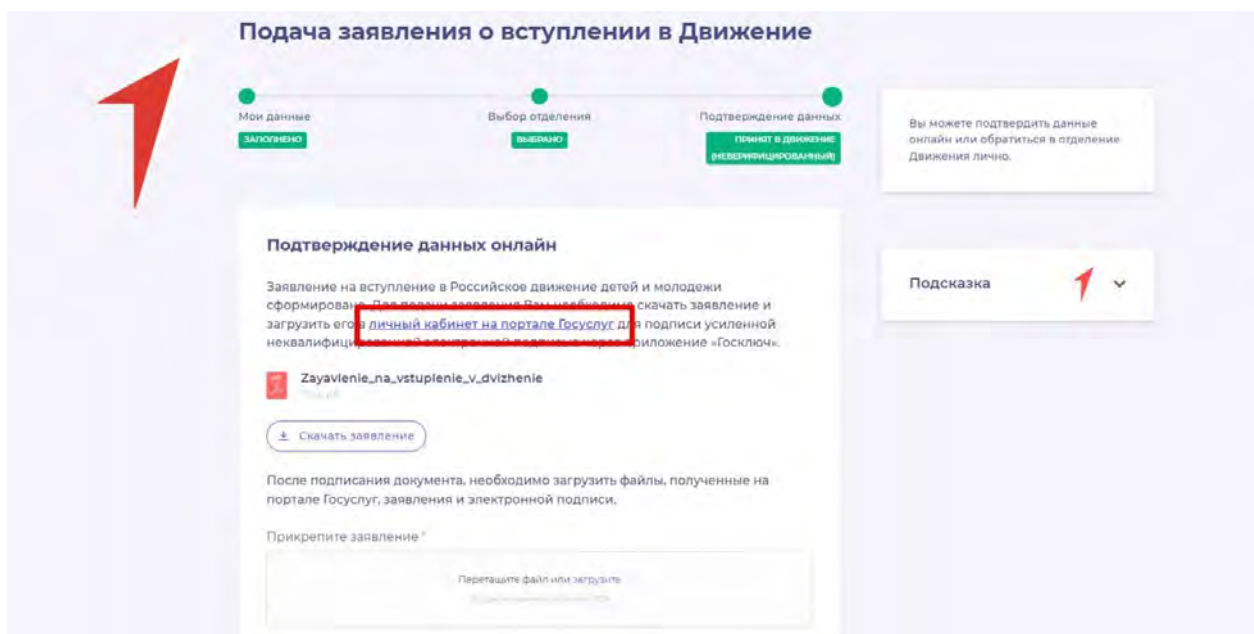 Подача заявления о вступлении в Движение
Мои данные
ЗАПОЛНЕНО
Выбор отделения
ВЫБРАНО
Подтверждение данных
ПРИНЯТ В ДВИЖЕНИЕ
(НЕВЕРИФИЦИРОВАННЫЙ)
Вы можете подтвердить данные
онлайн или обратиться в отделение
Движения лично.
Подсказка
Подтверждение данных онлайн
Заявление на вступление в Российское движение детей и молодежи
сформировано. Для подачи заявления Вам необходимо скачать заявление и
загрузить его в личный кабинет на портале Госуслуг для подписи усиленной
неквалифицированной электронной подписью через приложение «Госключ».
Zayavlenie_na_vstuplenie_v_dvizhenie
Скачать заявление
После подписания документа, необходимо загрузить файлы, полученные на
портале Госуслуг, заявления и электронной подписи.
Прикрепите заявление *
Перетащите файл или загрузите